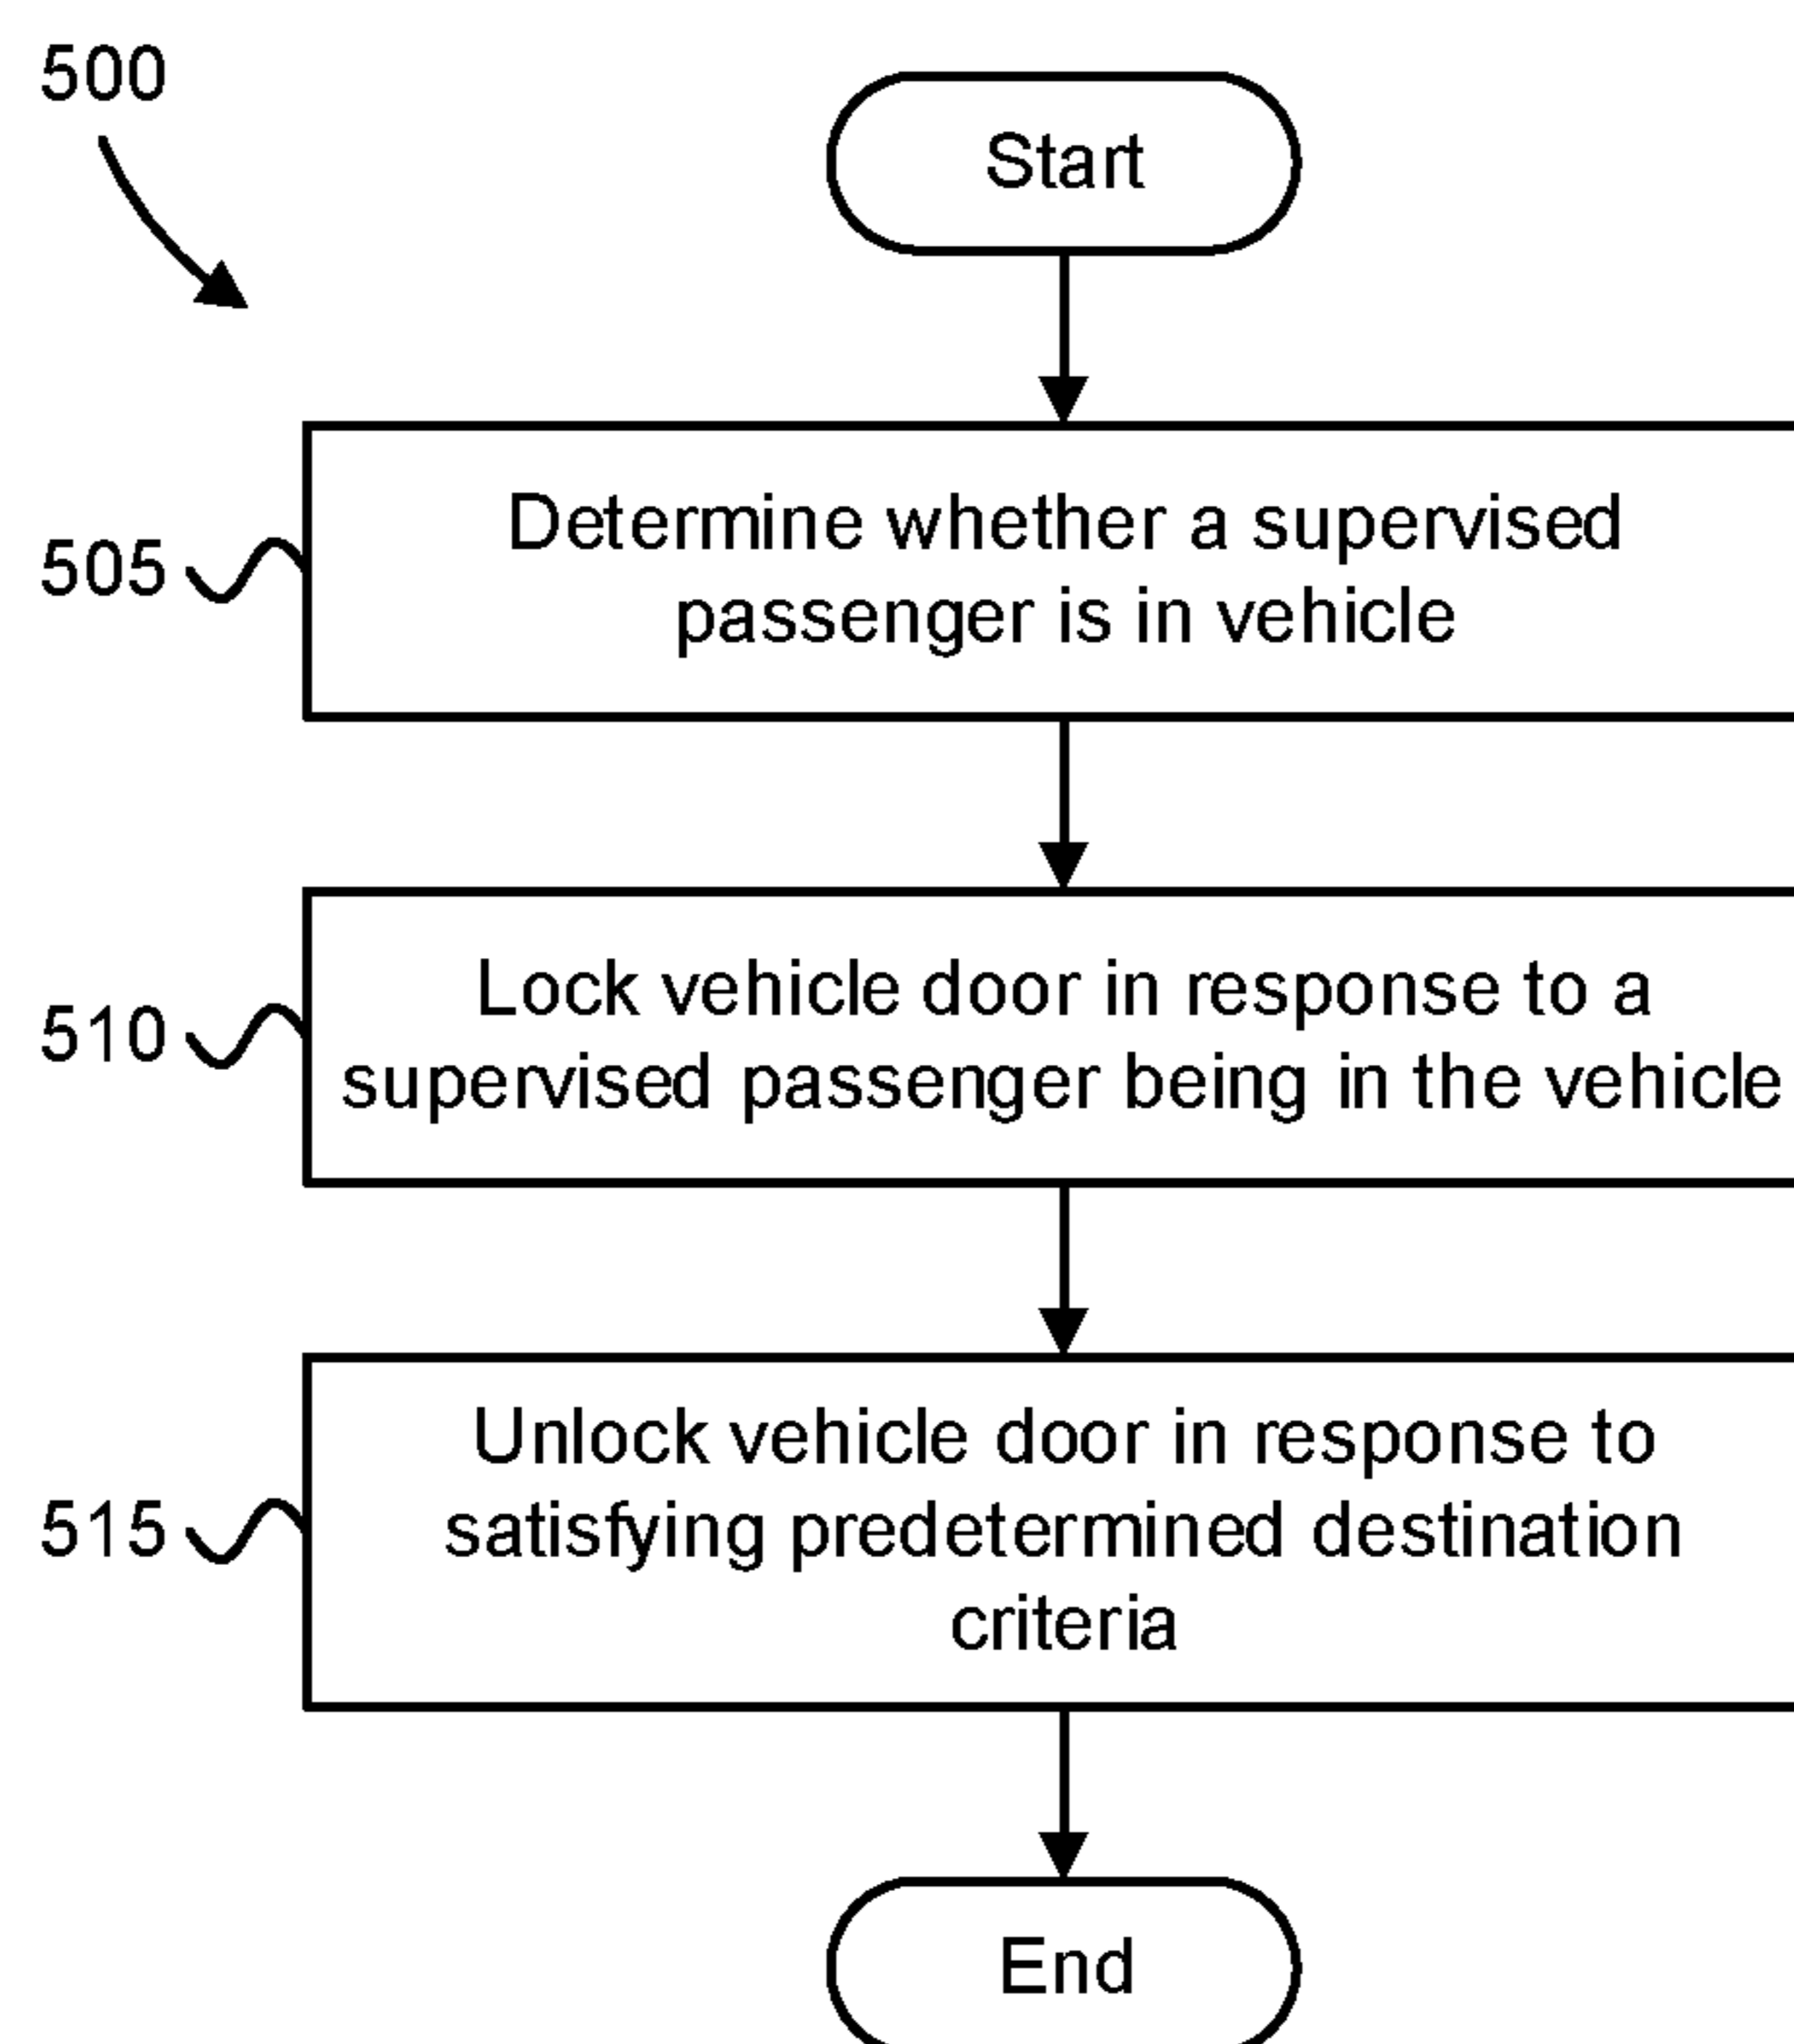 500
Start
505
Determine whether a supervised
passenger is in vehicle
510
Lock vehicle door in response to a
supervised passenger being in the vehicle
515
Unlock vehicle door in response to
satisfying predetermined destination
criteria
End